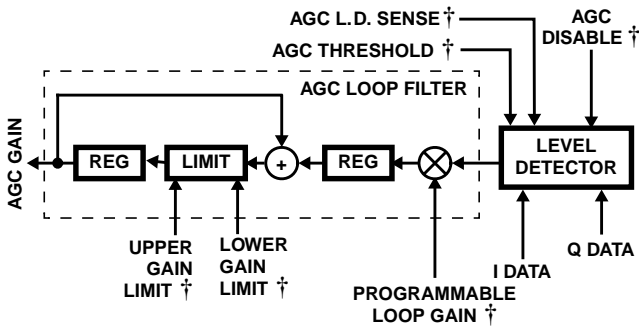 AGC L.D. SENSE †
AGC THRESHOLD †
AGC
DISABLE †
AGC LOOP FILTER
AGC GAIN
REG
LIMIT
+
REG
LEVEL
DETECTOR
UPPER
GAIN
LIMIT †
LOWER
GAIN
LIMIT †
PROGRAMMABLE
LOOP GAIN †
I DATA
Q DATA